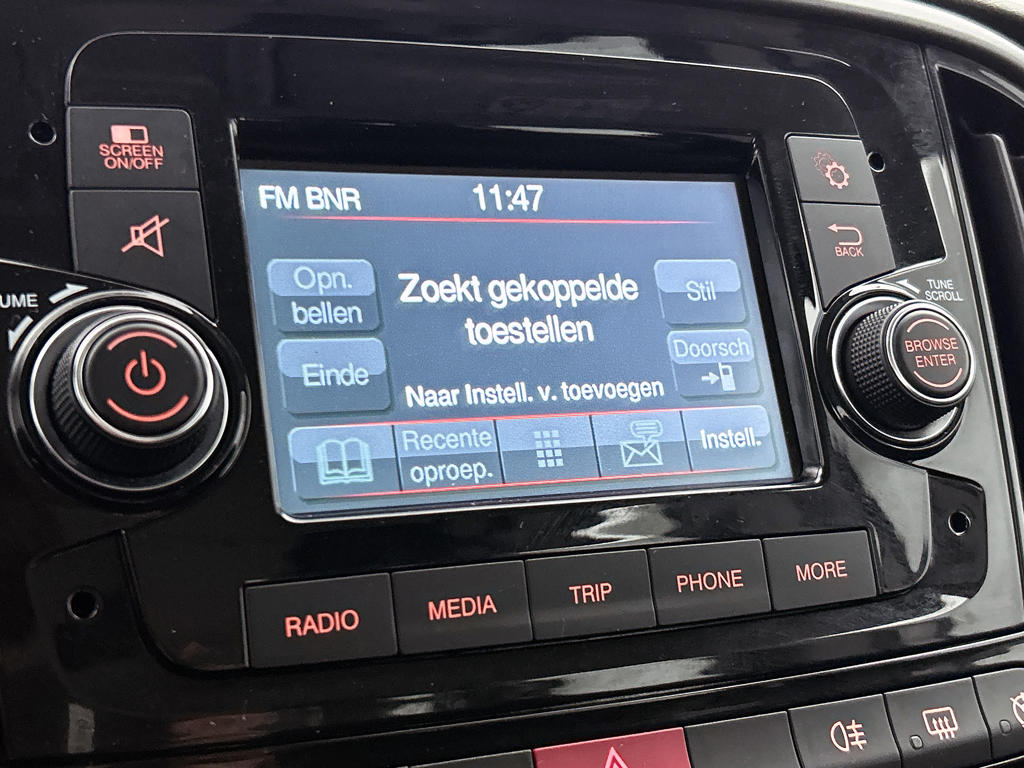 SCREEN
ON/OFF
FM BNR 11:47
Opn.
bellen
Zoekt gekoppelde
toestellen
Stil
Einde
Doorsch
Naar Instell. v. toevoegen
Recente
oproep.
Instell.
BACK
TUNE
SCROLL
BROWSE
ENTER
UME
RADIO
MEDIA
TRIP
PHONE
MORE